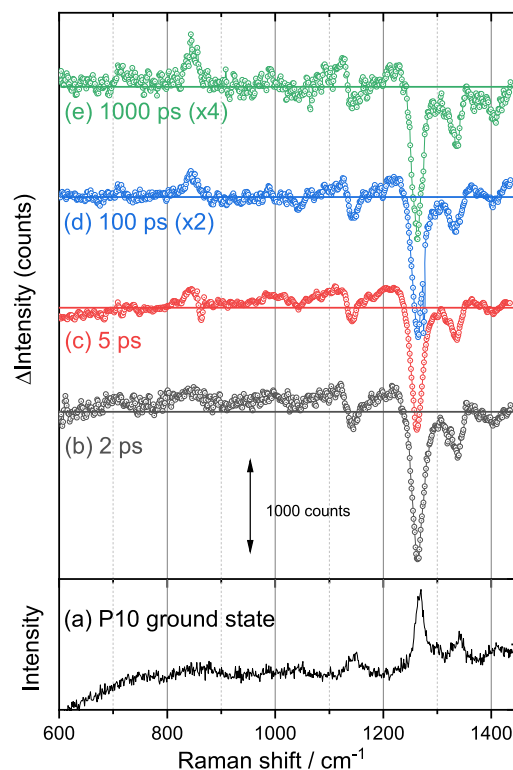 ΔIntensity (counts)
(e) 1000 ps (x4)
(d) 100 ps (x2)
(c) 5 ps
(b) 2 ps
1000 counts
Intensity
(a) P10 ground state
600 800 1000 1200 1400
Raman shift / cm⁻¹